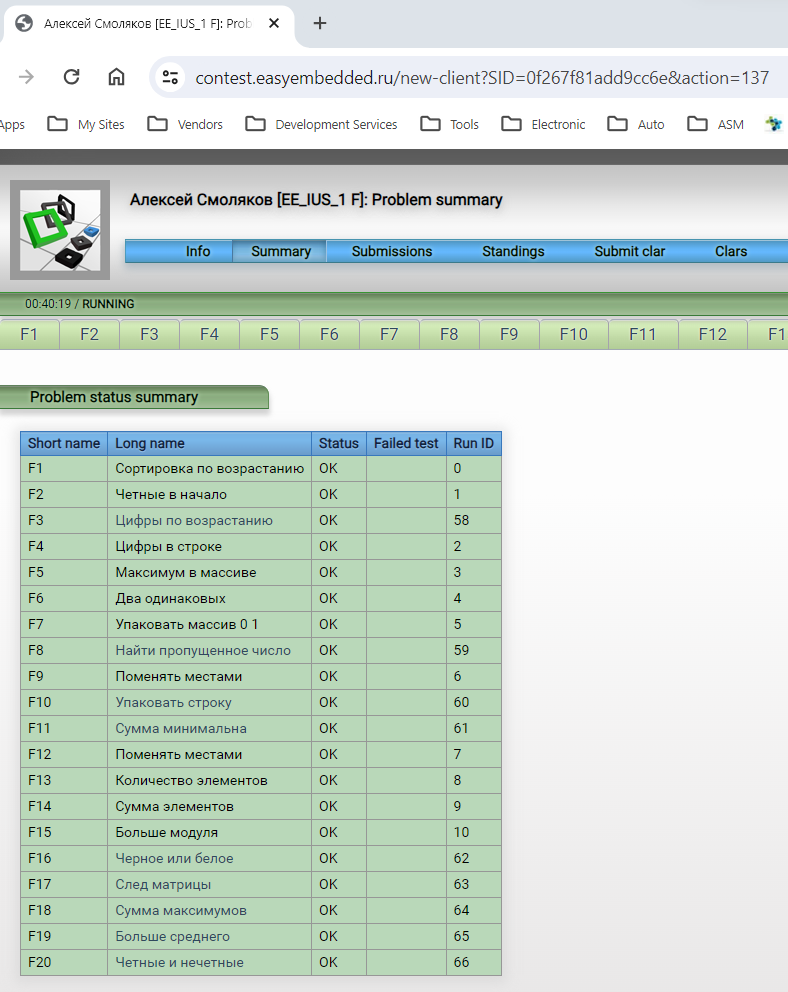 Алексей Смоляков [EE_IUS_1 F]: Prob
contest.easyembedded.ru/new-client?SID=0f267f81add9cc6e&action=137
Apps My Sites Vendors Development Services Tools Electronic Auto ASM
Алексей Смоляков [EE_IUS_1 F]: Problem summary
Info Summary Submissions Standings Submit clar Clars
00:40:19 / RUNNING
F1 F2 F3 F4 F5 F6 F7 F8 F9 F10 F11 F12 F1
Problem status summary
Short name Long name Status Failed test Run ID
F1 Сортировка по возрастанию OK 0
F2 Четные в начало OK 1
F3 Цифры по возрастанию OK 58
F4 Цифры в строке OK 2
F5 Максимум в массиве OK 3
F6 Два одинаковых OK 4
F7 Упаковать массив 0 1 OK 5
F8 Найти пропущенное число OK 59
F9 Поменять местами OK 6
F10 Упаковать строку OK 60
F11 Сумма минимальна OK 61
F12 Поменять местами OK 7
F13 Количество элементов OK 8
F14 Сумма элементов OK 9
F15 Больше модуля OK 10
F16 Черное или белое OK 62
F17 След матрицы OK 63
F18 Сумма максимумов OK 64
F19 Больше среднего OK 65
F20 Четные и нечетные OK 66